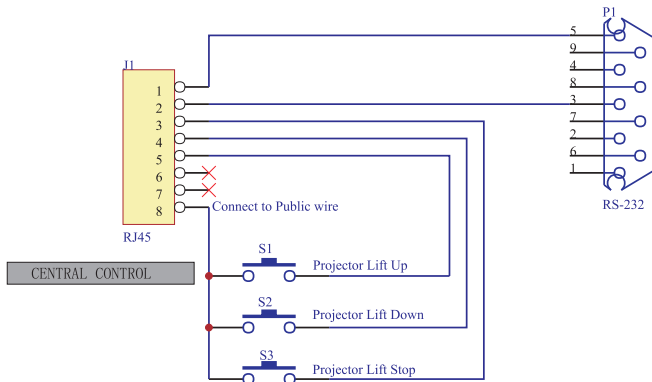 P1
5
9
4
8
3
7
2
6
1
RS-232
J1
1
2
3
4
5
6
7
8
RJ45
Connect to Public wire
CENTRAL CONTROL
S1
Projector Lift Up
S2
Projector Lift Down
S3
Projector Lift Stop